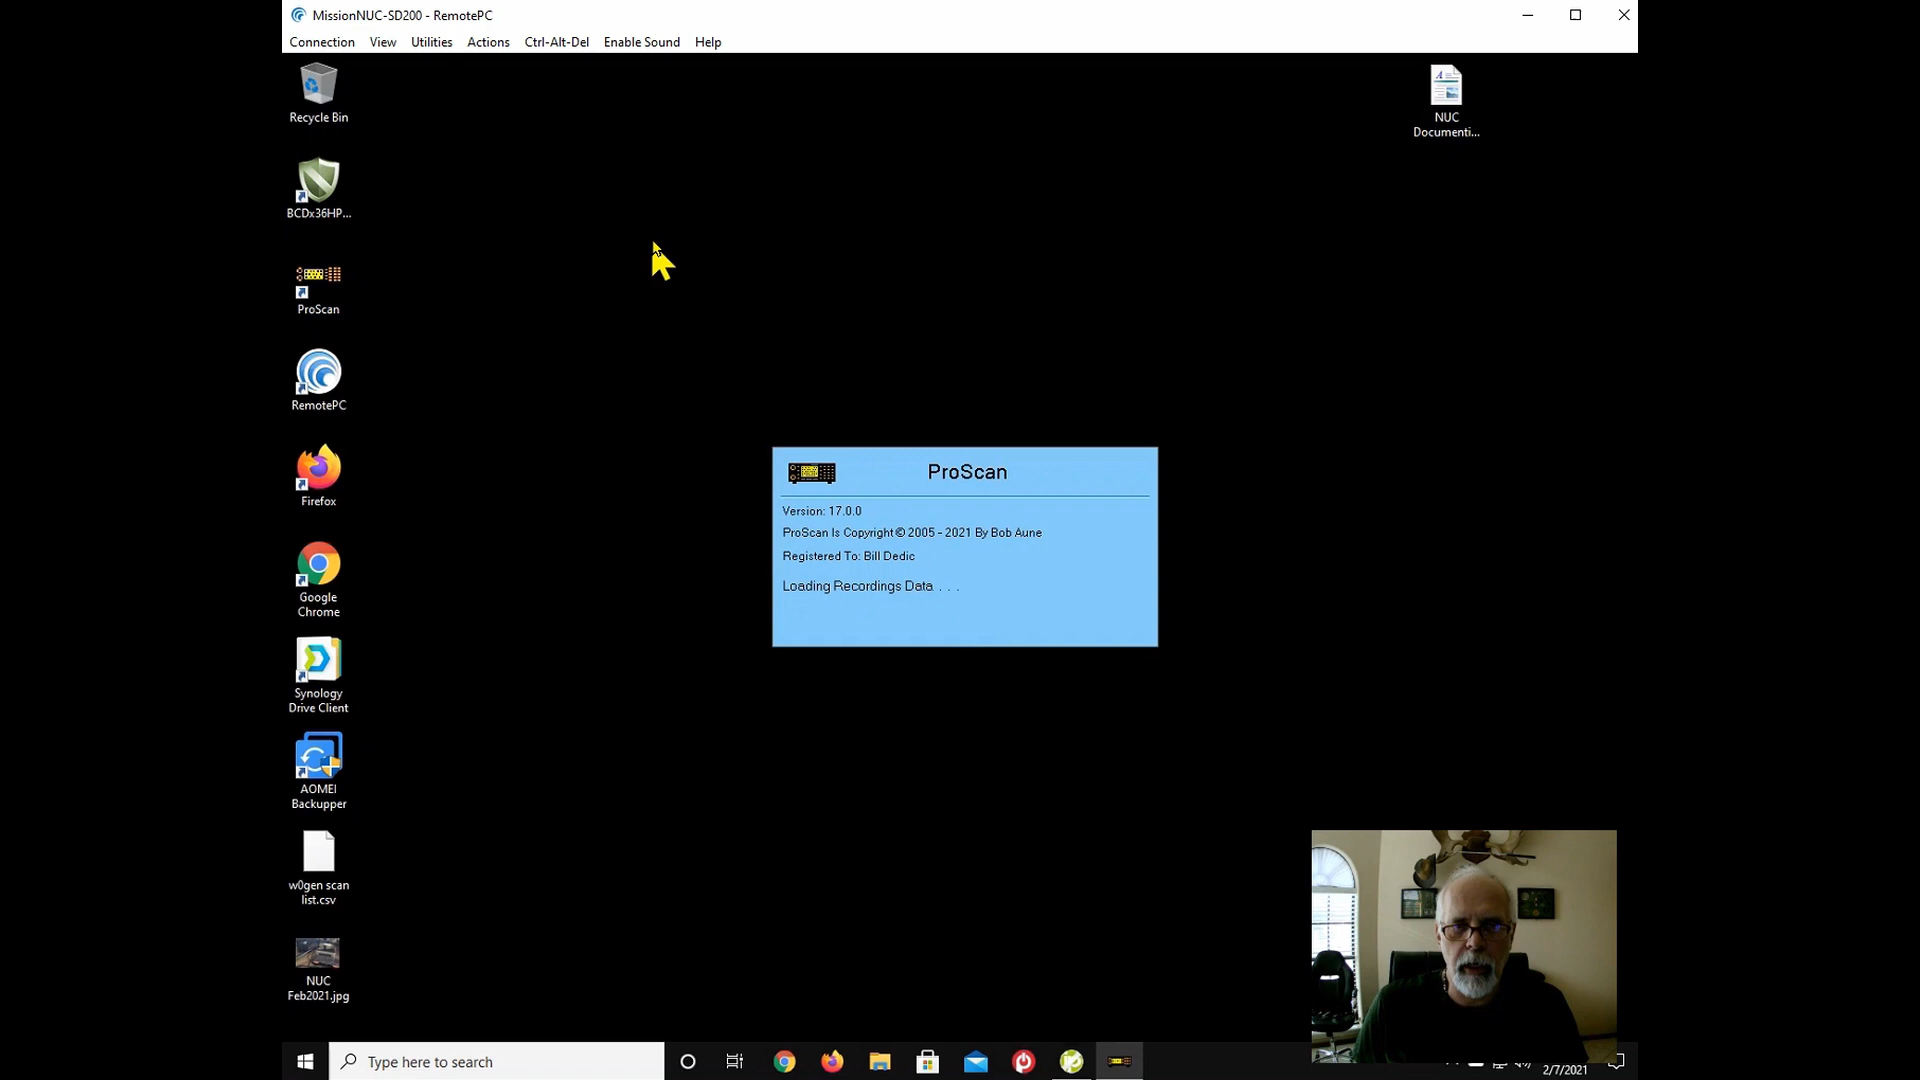 MissionNUC-SD200 - RemotePC
Connection View Utilities Actions Ctrl-Alt-Del Enable Sound Help
Recycle Bin
BCDx36HP...
ProScan
RemotePC
Firefox
Google
Chrome
Synology
Drive Client
AOMEI
Backupper
w0gen scan
list.csv
NUC
Feb2021.jpg
NUC
Documenti...
ProScan
Version: 17.0.0
ProScan Is Copyright © 2005 - 2021 By Bob Aune
Registered To: Bill Dedic
Loading Recordings Data . . .
Type here to search
2/7/2021